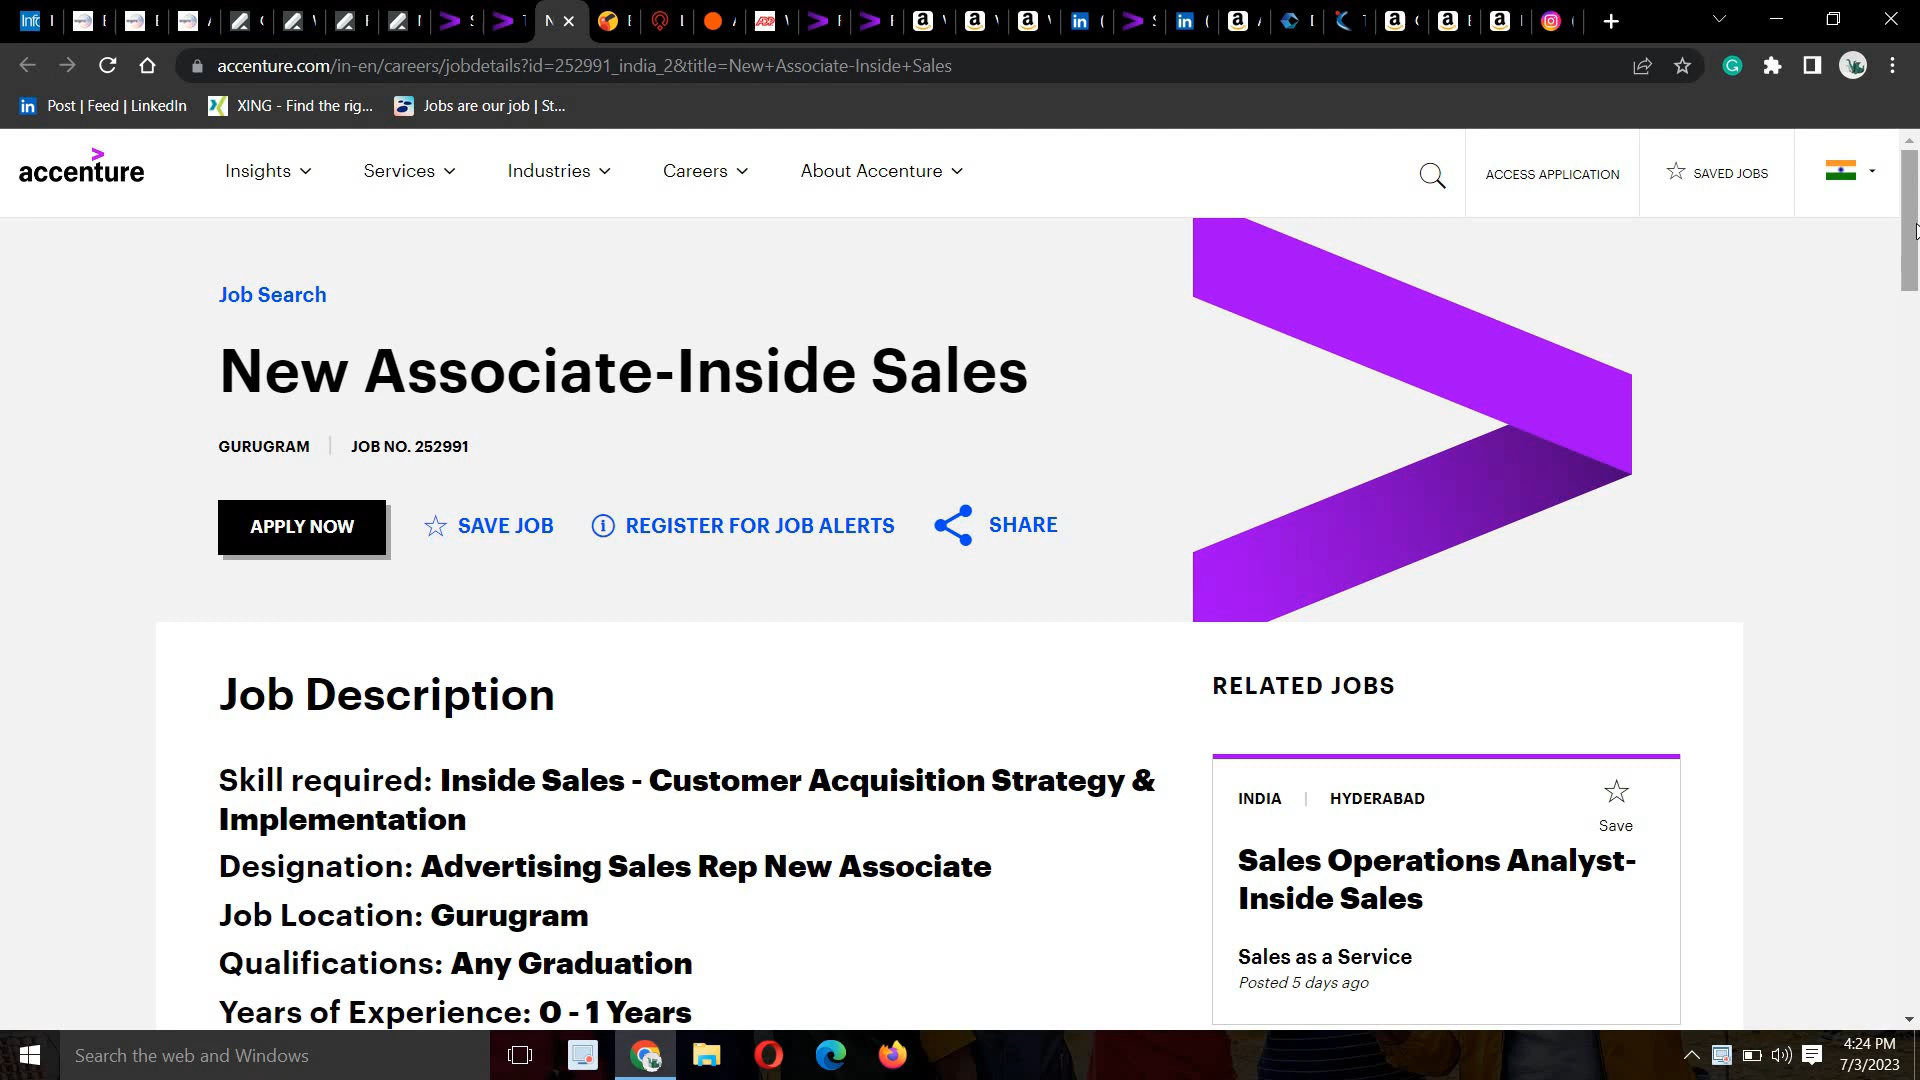 accenture.com/in-en/careers/jobdetails?id=252991_india_2&title=New+Associate-Inside+Sales
Post | Feed | LinkedIn
XING - Find the rig...
Jobs are our job | St...
accenture
Insights
Services
Industries
Careers
About Accenture
ACCESS APPLICATION
SAVED JOBS
Job Search
New Associate-Inside Sales
GURUGRAM
JOB NO. 252991
APPLY NOW
SAVE JOB
REGISTER FOR JOB ALERTS
SHARE
Job Description
Skill required: Inside Sales - Customer Acquisition Strategy &
Implementation
Designation: Advertising Sales Rep New Associate
Job Location: Gurugram
Qualifications: Any Graduation
Years of Experience: 0 - 1 Years
RELATED JOBS
INDIA
HYDERABAD
Save
Sales Operations Analyst-
Inside Sales
Sales as a Service
Posted 5 days ago
Search the web and Windows
4:24 PM
7/3/2023